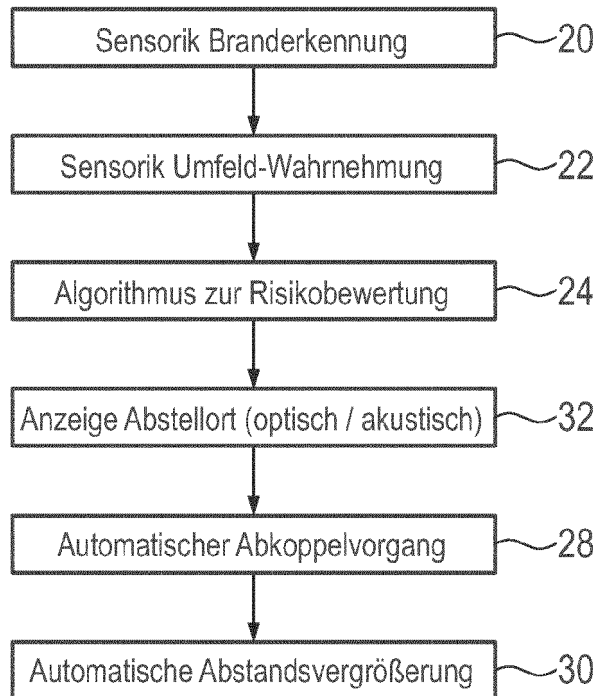 Sensorik Branderkennung 20
Sensorik Umfeld-Wahrnehmung 22
Algorithmus zur Risikobewertung 24
Anzeige Abstellort (optisch / akustisch) 32
Automatischer Abkoppelvorgang 28
Automatische Abstandsvergrößerung 30